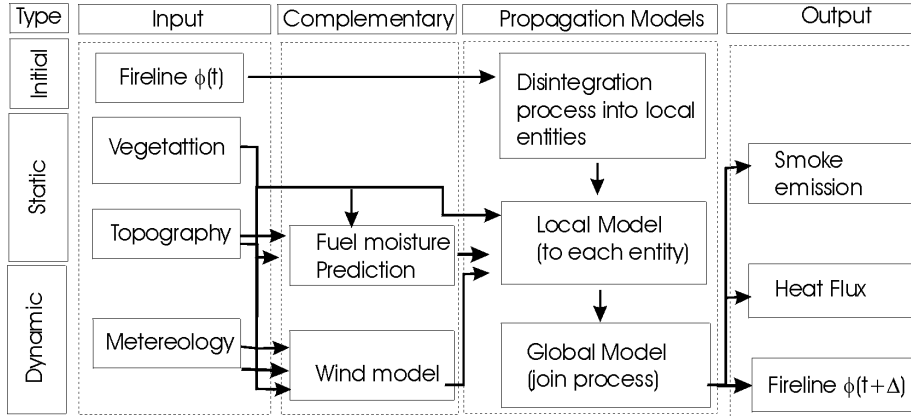 Type
Input
Complementary
Propagation Models
Output
Initial
Static
Dynamic
Fireline ϕ(t)
Vegetattion
Topography
Metereology
Fuel moisture
Prediction
Wind model
Disintegration
process into local
entities
Local Model
(to each entity)
Global Model
(join process)
Smoke
emission
Heat Flux
Fireline ϕ(t+Δ)